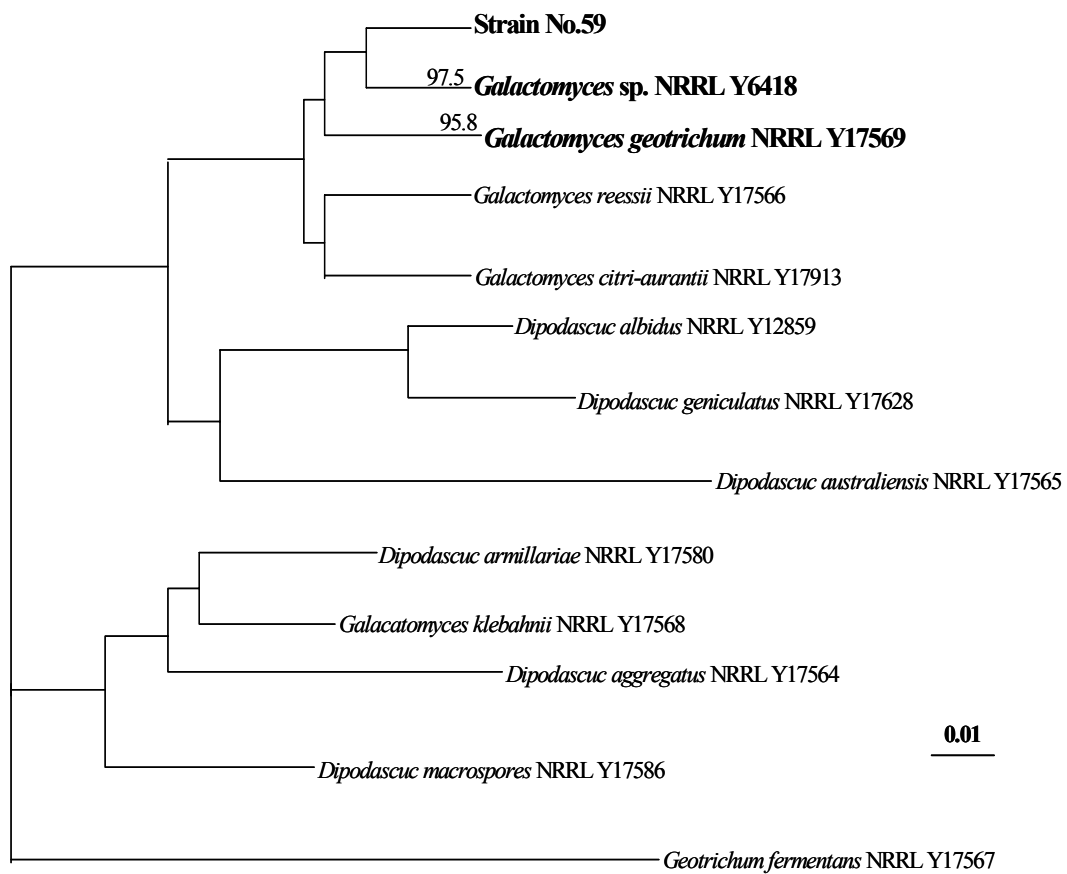 Strain No.59
97.5
Galactomyces sp. NRRL Y6418
95.8
Galactomyces geotrichum NRRL Y17569
Galactomyces reessii NRRL Y17566
Galactomyces citri-aurantii NRRL Y17913
Dipodascuc albidus NRRL Y12859
Dipodascuc geniculatus NRRL Y17628
Dipodascuc australiensis NRRL Y17565
Dipodascuc armillariae NRRL Y17580
Galacatomyces klebahnii NRRL Y17568
Dipodascuc aggregatus NRRL Y17564
0.01
Dipodascuc macrospores NRRL Y17586
Geotrichum fermentans NRRL Y17567